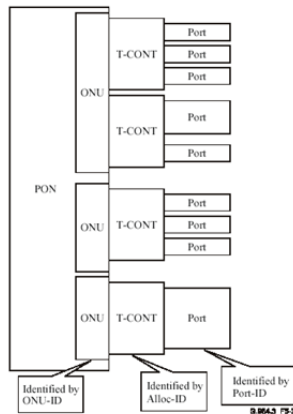 PON
ONU
T-CONT
Port
Port
Port
T-CONT
Port
Port
ONU
T-CONT
Port
Port
Port
ONU
T-CONT
Port
Identified by
ONU-ID
Identified by
Alloc-ID
Identified by
Port-ID